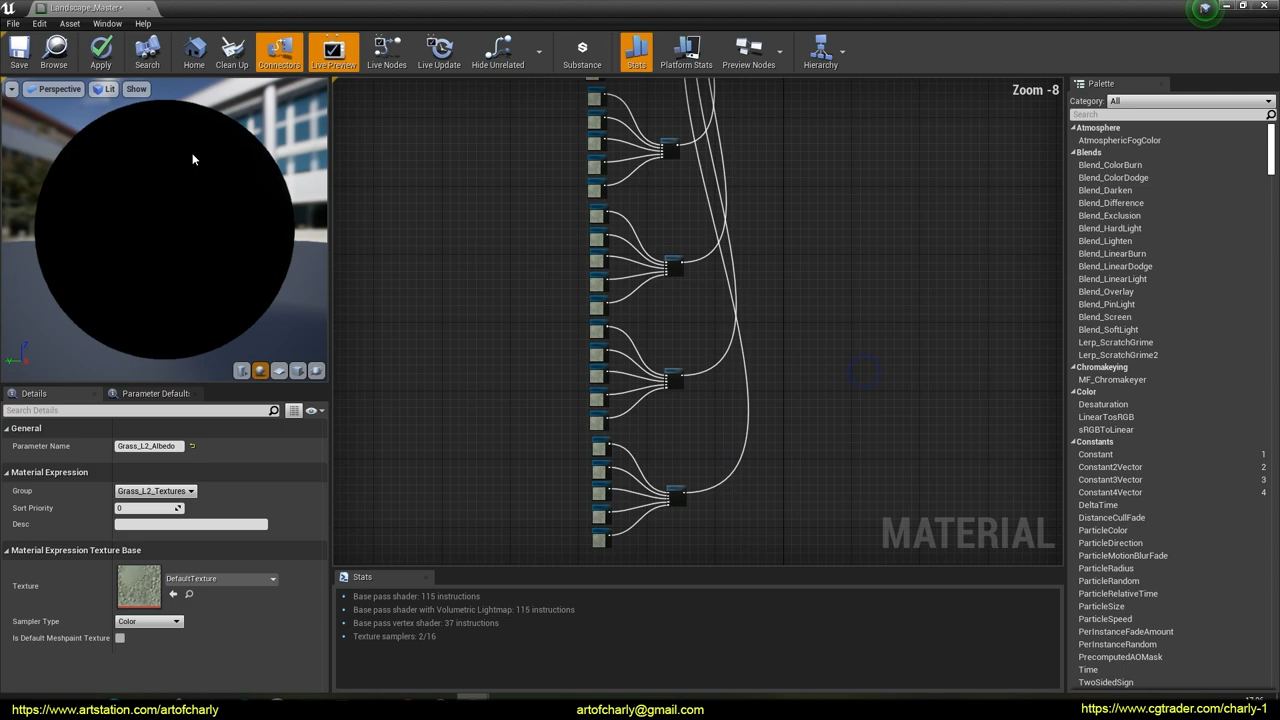 Landscape_Master*
File Edit Asset Window Help
Save Browse Apply Search Home Clean Up Connectors Live Preview Live Nodes Live Update Hide Unrelated Substance Stats Platform Stats Preview Nodes Hierarchy
Perspective Lit Show
Zoom -8
Palette
Category: All
Search
Atmosphere
AtmosphericFogColor
Blends
Blend_ColorBurn
Blend_ColorDodge
Blend_Darken
Blend_Difference
Blend_Exclusion
Blend_HardLight
Blend_Lighten
Blend_LinearBurn
Blend_LinearDodge
Blend_LinearLight
Blend_Overlay
Blend_PinLight
Blend_Screen
Blend_SoftLight
Lerp_ScratchGrime
Lerp_ScratchGrime2
Chromakeying
MF_Chromakeyer
Color
Desaturation
LinearTosRGB
sRGBToLinear
Constants
Constant 1
Constant2Vector 2
Constant3Vector 3
Constant4Vector 4
DeltaTime
DistanceCullFade
ParticleColor
ParticleDirection
ParticleMotionBlurFade
ParticleRadius
ParticleRandom
ParticleRelativeTime
ParticleSize
ParticleSpeed
PerInstanceFadeAmount
PerInstanceRandom
PrecomputedAOMask
Time
TwoSidedSign
Details Parameter Default
Search Details
General
Parameter Name Grass_L2_Albedo
Material Expression
Group Grass_L2_Textures
Sort Priority 0
Desc
Material Expression Texture Base
Texture DefaultTexture
Sampler Type Color
Is Default Meshpaint Texture
MATERIAL
Stats
Base pass shader: 115 instructions
Base pass shader with Volumetric Lightmap: 115 instructions
Base pass vertex shader: 37 instructions
Texture samplers: 2/16
https://www.artstation.com/artofcharly artofcharly@gmail.com https://www.cgtrader.com/charly-1